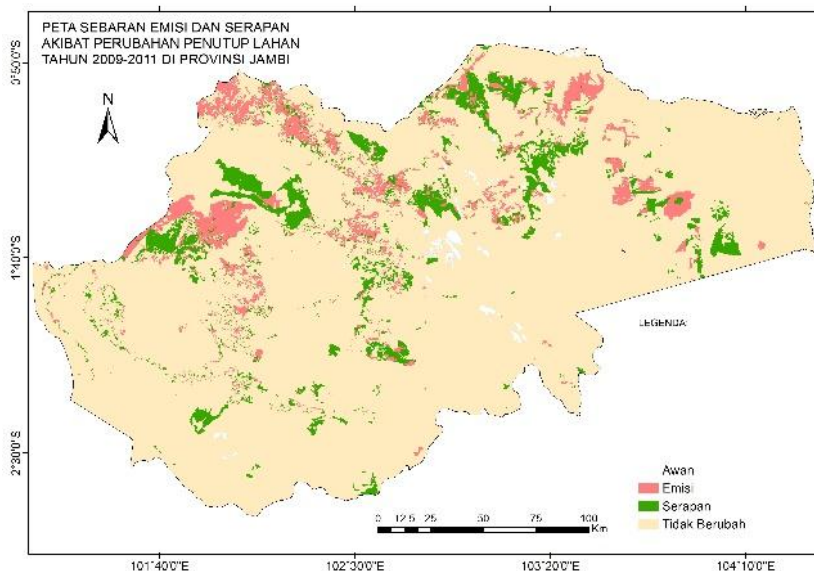 PETA SEBARAN EMISI DAN SERAPAN
AKIBAT PERUBAHAN PENUTUP LAHAN
TAHUN 2009-2011 DI PROVINSI JAMBI
N
0°50'0"S
1°40'0"S
2°30'0"S
LEGENDA:
Awan
Emisi
Serapan
Tidak Berubah
0 12.5 25 50 75 100
Km
101°40'0"E 102°30'0"E 103°20'0"E 104°10'0"E